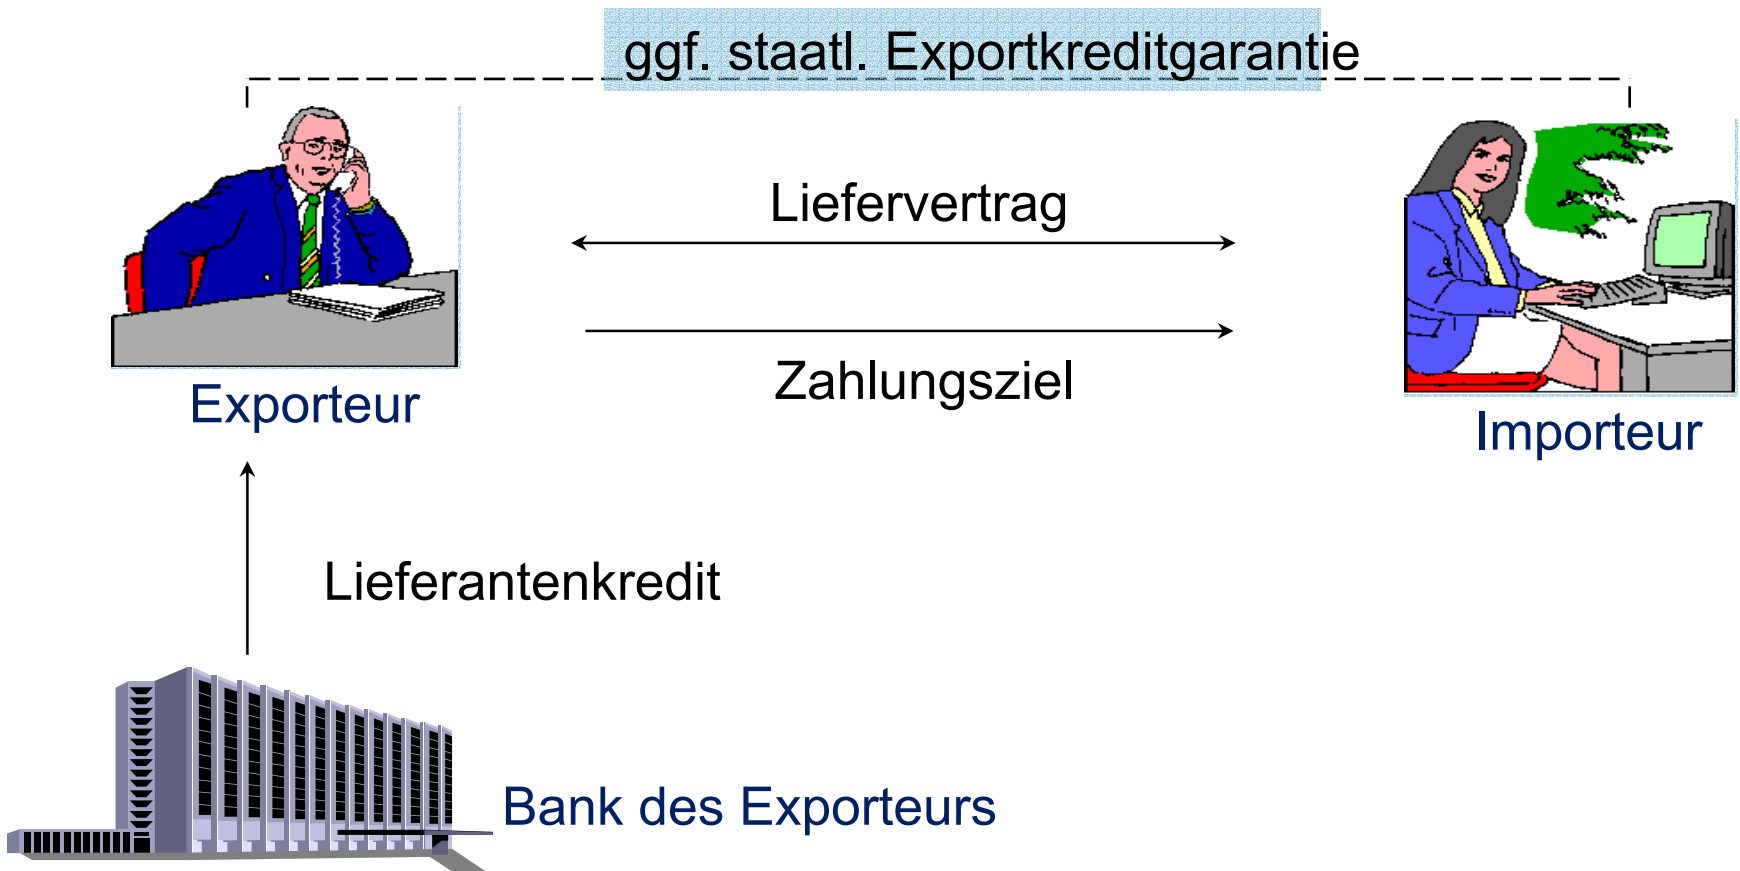 ggf. staatl. Exportkreditgarantie
Liefervertrag
Zahlungsziel
Exporteur
Importeur
Lieferantenkredit
Bank des Exporteurs